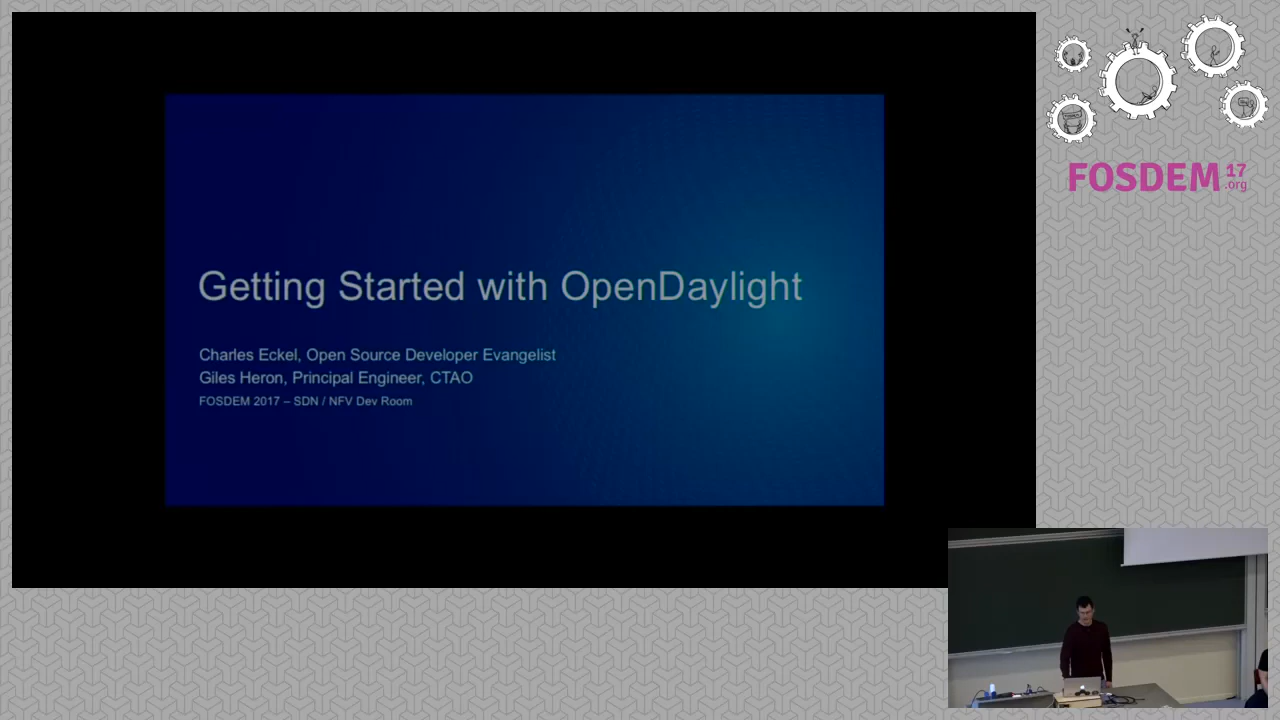 Getting Started with OpenDaylight
Charles Eckel, Open Source Developer Evangelist
Giles Heron, Principal Engineer, CTAO
FOSDEM 2017 – SDN / NFV Dev Room
FOSDEM 17
.org